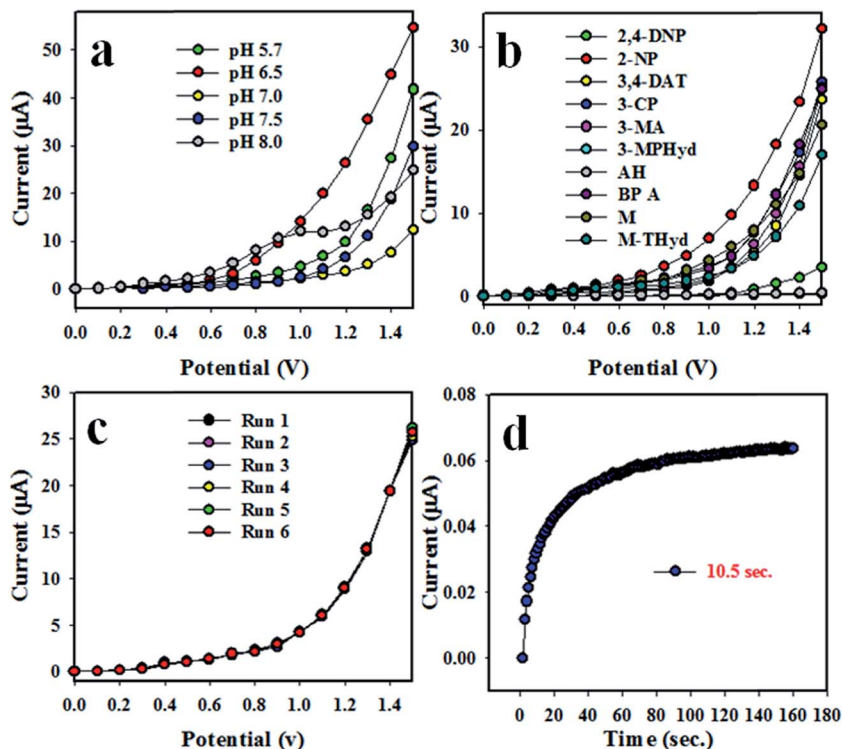 a
pH 5.7
pH 6.5
pH 7.0
pH 7.5
pH 8.0
Current (µA)
50
40
30
20
10
0
0.0 0.2 0.4 0.6 0.8 1.0 1.2 1.4
Potential (V)
b
2,4-DNP
2-NP
3,4-DAT
3-CP
3-MA
3-MPHyd
AH
BP A
M
M-THyd
Current (µA)
30
20
10
0
0.0 0.2 0.4 0.6 0.8 1.0 1.2 1.4
Potential (V)
c
Run 1
Run 2
Run 3
Run 4
Run 5
Run 6
Current (µA)
30
25
20
15
10
5
0
0.0 0.2 0.4 0.6 0.8 1.0 1.2 1.4
Potential (v)
d
10.5 sec.
Current (µA)
0.08
0.06
0.04
0.02
0.00
0 20 40 60 80 100 120 140 160 180
Time (sec.)